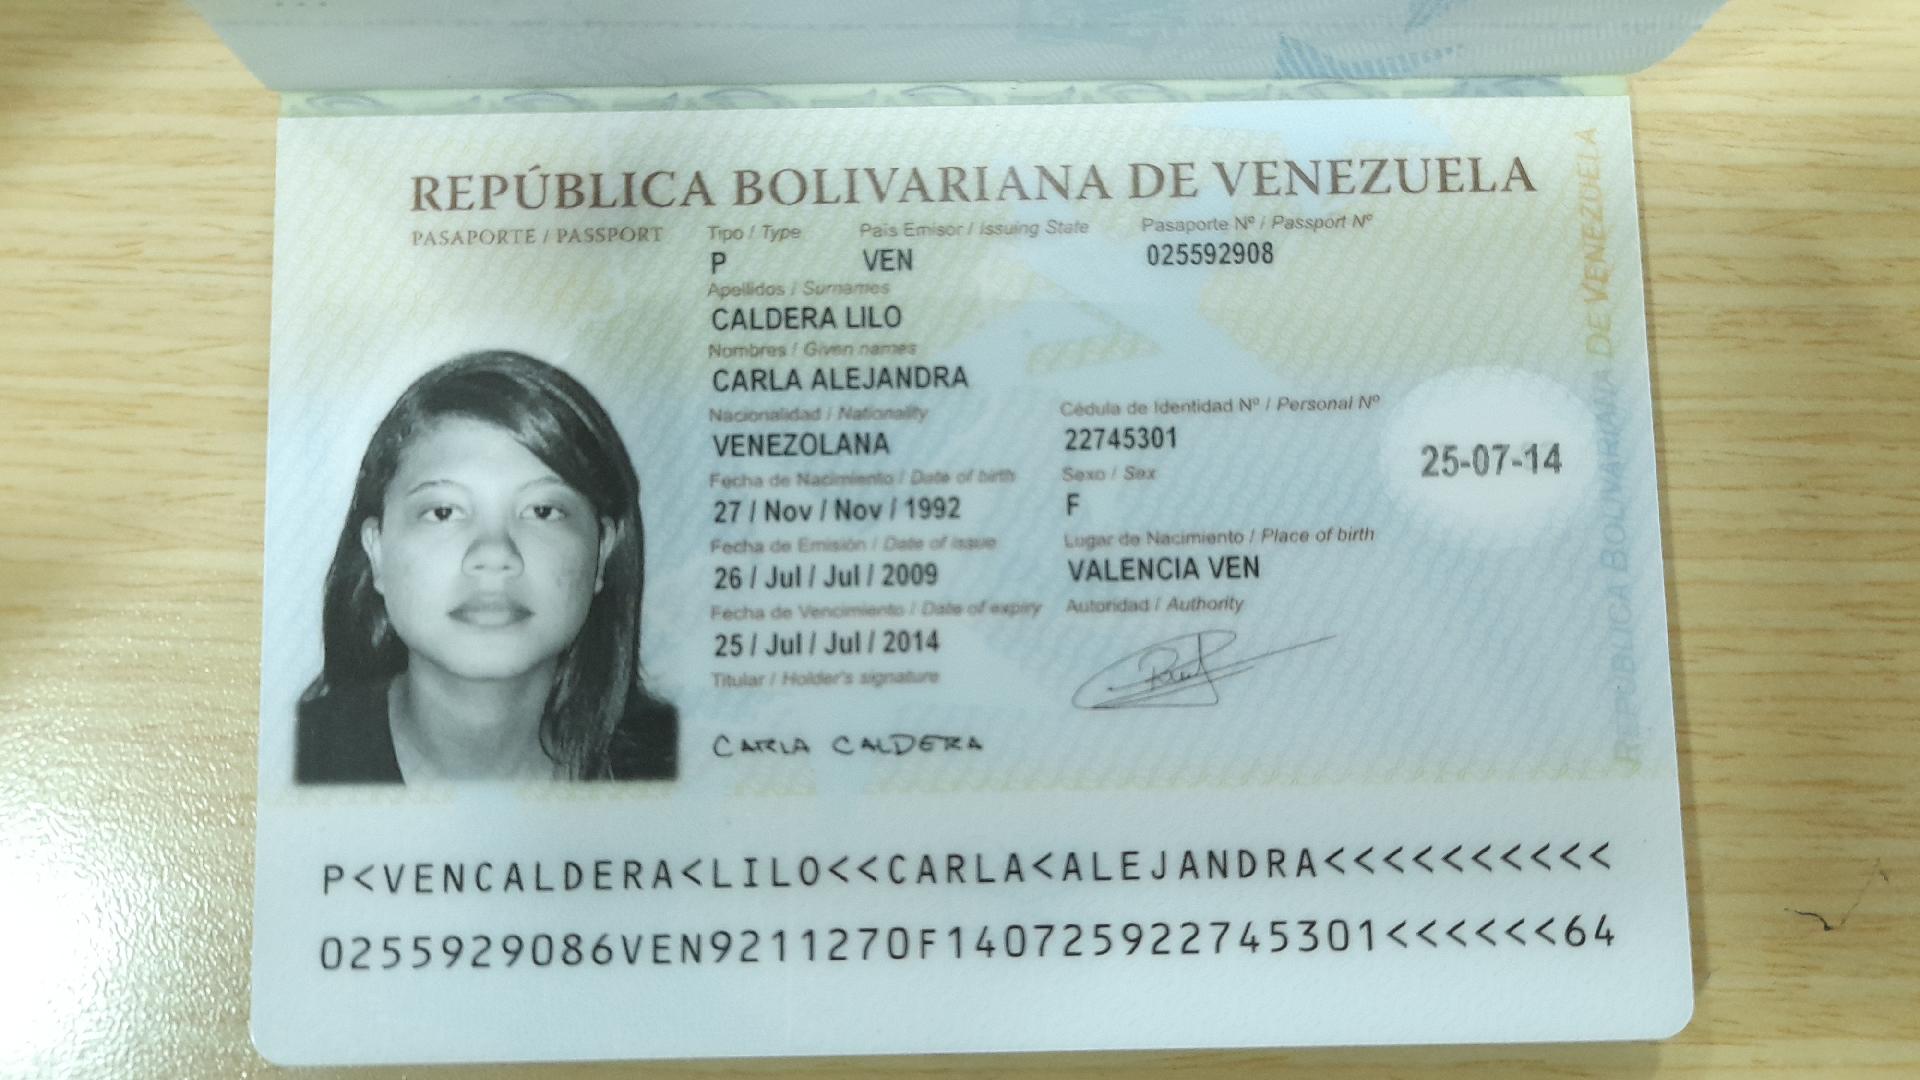 REPÚBLICA BOLIVARIANA DE VENEZUELA
PASAPORTE / PASSPORT
Tipo / Type
País Emisor / Issuing State
Pasaporte Nº / Passport Nº
P
VEN
025592908
Apellidos / Surnames
CALDERA LILO
Nombres / Given names
CARLA ALEJANDRA
Nacionalidad / Nationality
Cédula de Identidad Nº / Personal Nº
VENEZOLANA
22745301
25-07-14
Fecha de Nacimiento / Date of birth
Sexo / Sex
27 / Nov / Nov / 1992
F
Fecha de Emisión / Date of issue
Lugar de Nacimiento / Place of birth
26 / Jul / Jul / 2009
VALENCIA VEN
Fecha de Vencimiento / Date of expiry
Autoridad / Authority
25 / Jul / Jul / 2014
Titular / Holder's signature
CARLA CALDERA
REPÚBLICA BOLIVARIANA DE VENEZUELA
P<VENCALDERA<LILO<<CARLA<ALEJANDRA<<<<<<<<<<
0255929086VEN9211270F140725922745301<<<<<<64